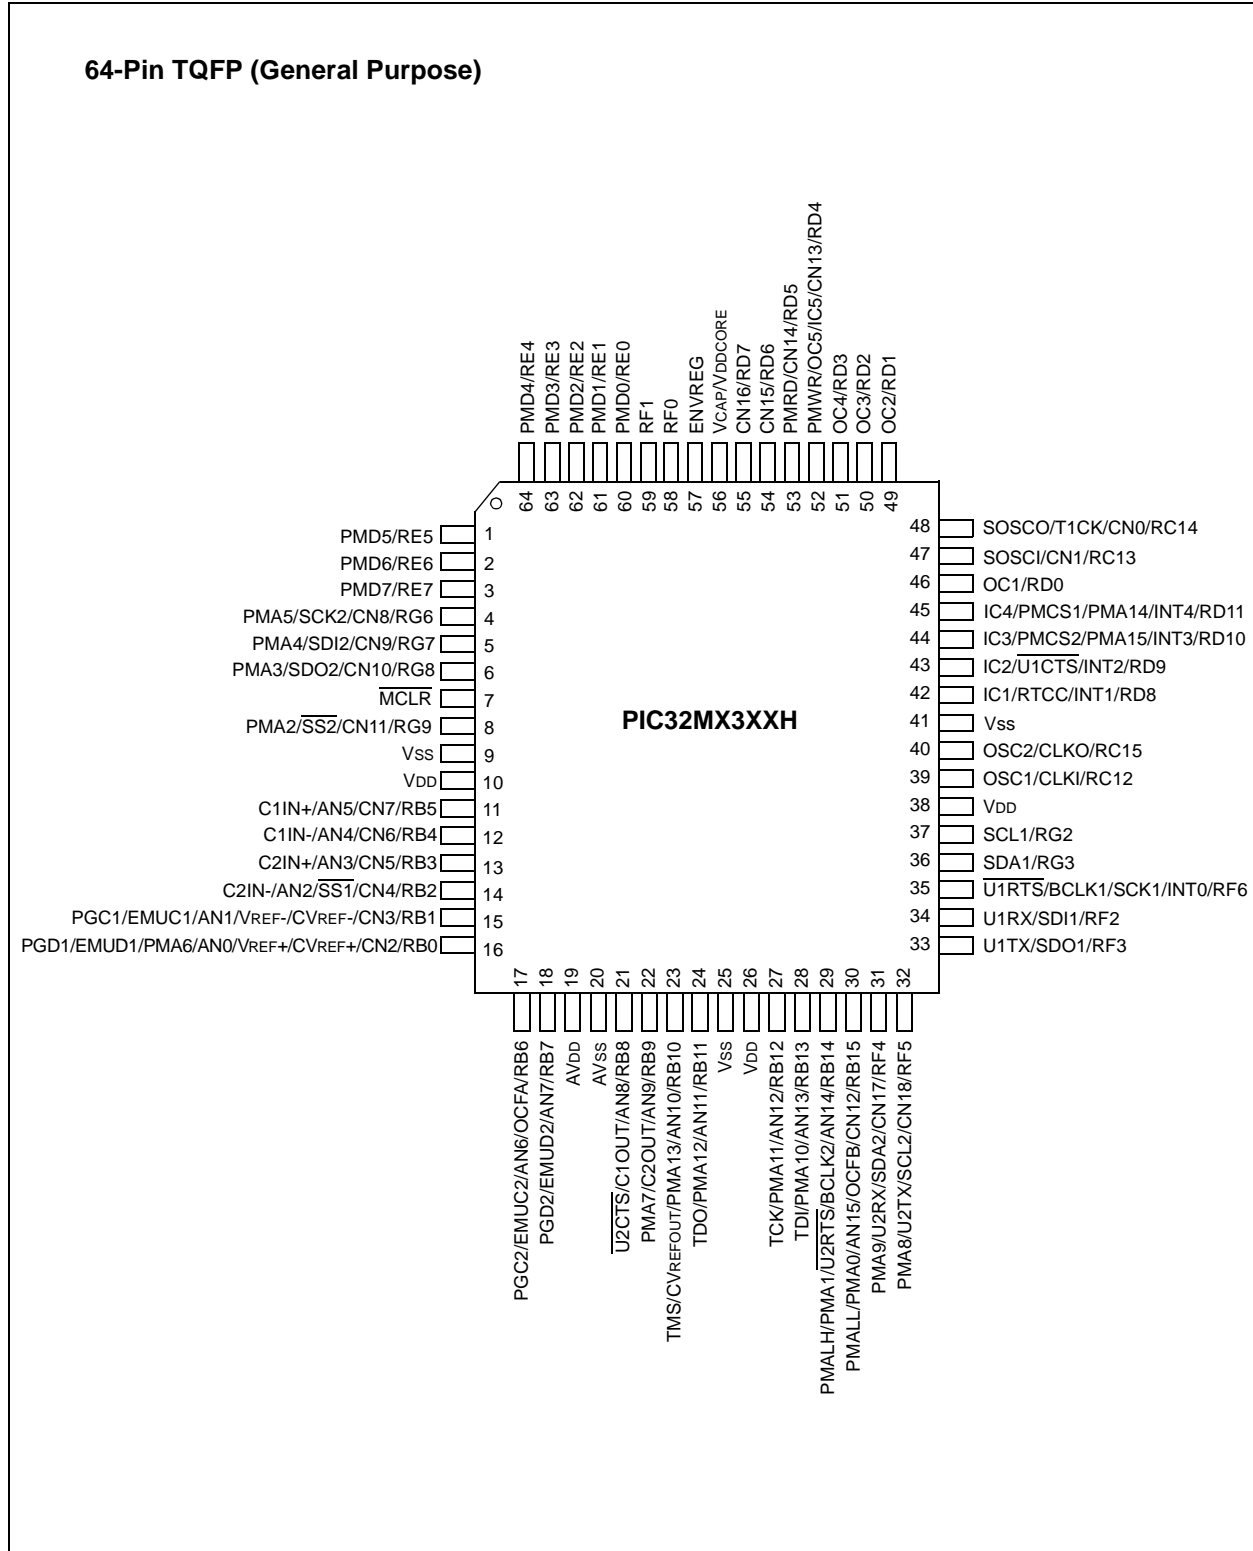 64-Pin TQFP (General Purpose)
PMD4/RE4
PMD3/RE3
PMD2/RE2
PMD1/RE1
PMD0/RE0
RF1
RF0
ENVREG
VCAP/VDDCORE
CN16/RD7
CN15/RD6
PMRD/CN14/RD5
PMWR/OC5/IC5/CN13/RD4
OC4/RD3
OC3/RD2
OC2/RD1
64
63
62
61
60
59
58
57
56
55
54
53
52
51
50
49
PMD5/RE5 1
PMD6/RE6 2
PMD7/RE7 3
PMA5/SCK2/CN8/RG6 4
PMA4/SDI2/CN9/RG7 5
PMA3/SDO2/CN10/RG8 6
MCLR 7
PMA2/SS2/CN11/RG9 8
VSS 9
VDD 10
C1IN+/AN5/CN7/RB5 11
C1IN-/AN4/CN6/RB4 12
C2IN+/AN3/CN5/RB3 13
C2IN-/AN2/SS1/CN4/RB2 14
PGC1/EMUC1/AN1/VREF-/CVREF-/CN3/RB1 15
PGD1/EMUD1/PMA6/AN0/VREF+/CVREF+/CN2/RB0 16
PIC32MX3XXH
48 SOSCO/T1CK/CN0/RC14
47 SOSCI/CN1/RC13
46 OC1/RD0
45 IC4/PMCS1/PMA14/INT4/RD11
44 IC3/PMCS2/PMA15/INT3/RD10
43 IC2/U1CTS/INT2/RD9
42 IC1/RTCC/INT1/RD8
41 Vss
40 OSC2/CLKO/RC15
39 OSC1/CLKI/RC12
38 VDD
37 SCL1/RG2
36 SDA1/RG3
35 U1RTS/BCLK1/SCK1/INT0/RF6
34 U1RX/SDI1/RF2
33 U1TX/SDO1/RF3
17
18
19
20
21
22
23
24
25
26
27
28
29
30
31
32
PGC2/EMUC2/AN6/OCFA/RB6
PGD2/EMUD2/AN7/RB7
AVDD
AVSS
U2CTS/C1OUT/AN8/RB8
PMA7/C2OUT/AN9/RB9
TMS/CVREFOUT/PMA13/AN10/RB10
TDO/PMA12/AN11/RB11
VSS
VDD
TCK/PMA11/AN12/RB12
TDI/PMA10/AN13/RB13
PMALH/PMA1/U2RTS/BCLK2/AN14/RB14
PMALL/PMA0/AN15/OCFB/CN12/RB15
PMA9/U2RX/SDA2/CN17/RF4
PMA8/U2TX/SCL2/CN18/RF5